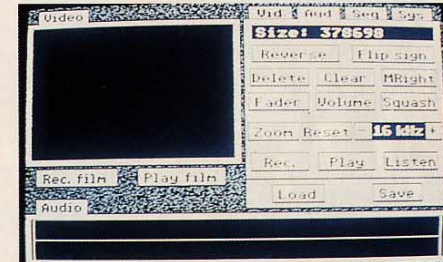 Video
Vid Aud Seq Sys
Size: 378698
Reverse Flip sign
Delete Clear MRight
Fader Volume Squash
Zoom Reset - 16 kHz +
Rec. Play Listen
Load Save
Rec. film Play film
Audio